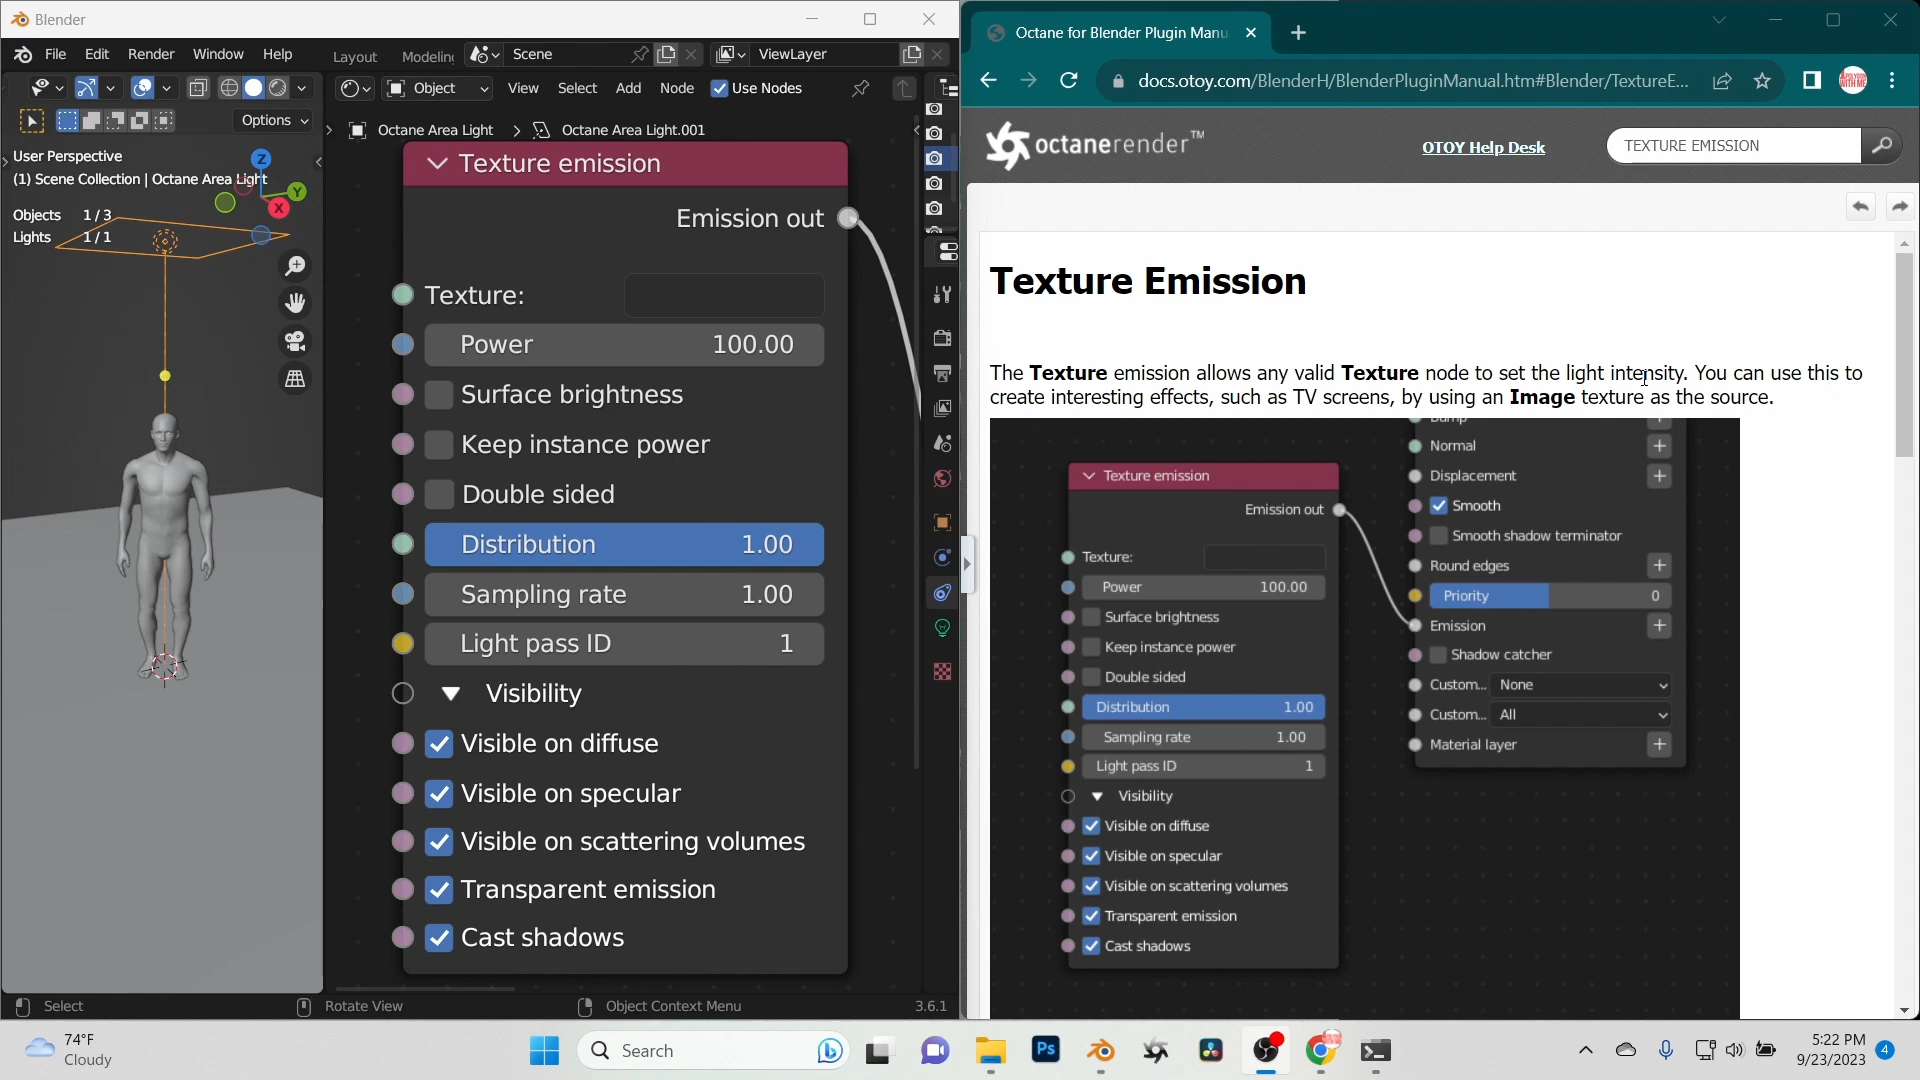 Blender
File Edit Render Window Help Layout Modeling Scene ViewLayer
Object View Select Add Node Use Nodes
Options
Octane Area Light > Octane Area Light.001
User Perspective
(1) Scene Collection | Octane Area Light
Objects 1/3
Lights 1/1
Z
Y
X
Texture emission
Emission out
Texture:
Power 100.00
Surface brightness
Keep instance power
Double sided
Distribution 1.00
Sampling rate 1.00
Light pass ID 1
Visibility
Visible on diffuse
Visible on specular
Visible on scattering volumes
Transparent emission
Cast shadows
Select Rotate View Object Context Menu 3.6.1
Octane for Blender Plugin Manu
docs.otoy.com/BlenderH/BlenderPluginManual.htm#Blender/TextureE...
octanerender™
OTOY Help Desk
TEXTURE EMISSION
Texture Emission
The Texture emission allows any valid Texture node to set the light intensity. You can use this to
create interesting effects, such as TV screens, by using an Image texture as the source.
Texture emission
Emission out
Texture:
Power 100.00
Surface brightness
Keep instance power
Double sided
Distribution 1.00
Sampling rate 1.00
Light pass ID 1
Visibility
Visible on diffuse
Visible on specular
Visible on scattering volumes
Transparent emission
Cast shadows
Bump
Normal
Displacement
Smooth
Smooth shadow terminator
Round edges
Priority 0
Emission
Shadow catcher
Custom... None
Custom... All
Material layer
74°F
Cloudy
Search
Ps
5:22 PM
9/23/2023
4